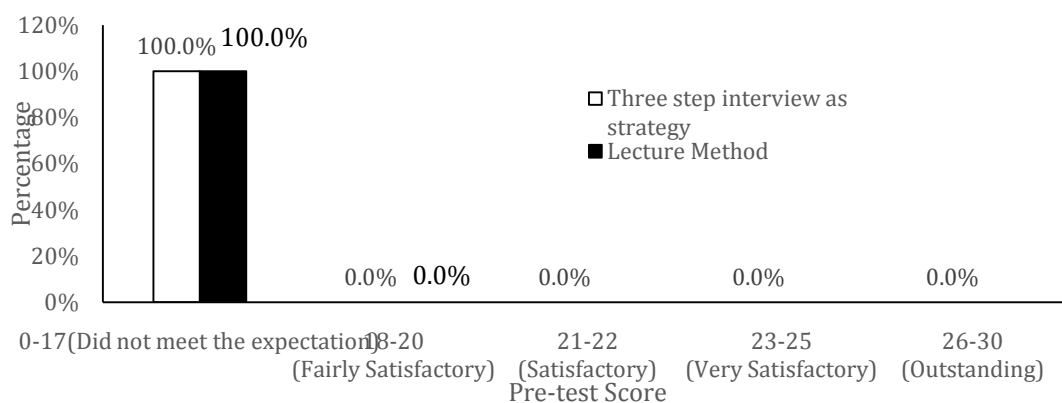 120%
100%
80%
60%
40%
20%
0%
Percentage
100.0% 100.0%
0.0% 0.0% 0.0% 0.0% 0.0%
Three step interview as
strategy
Lecture Method
0-17(Did not meet the expectation)
18-20
(Fairly Satisfactory)
21-22
(Satisfactory)
23-25
(Very Satisfactory)
26-30
(Outstanding)
Pre-test Score